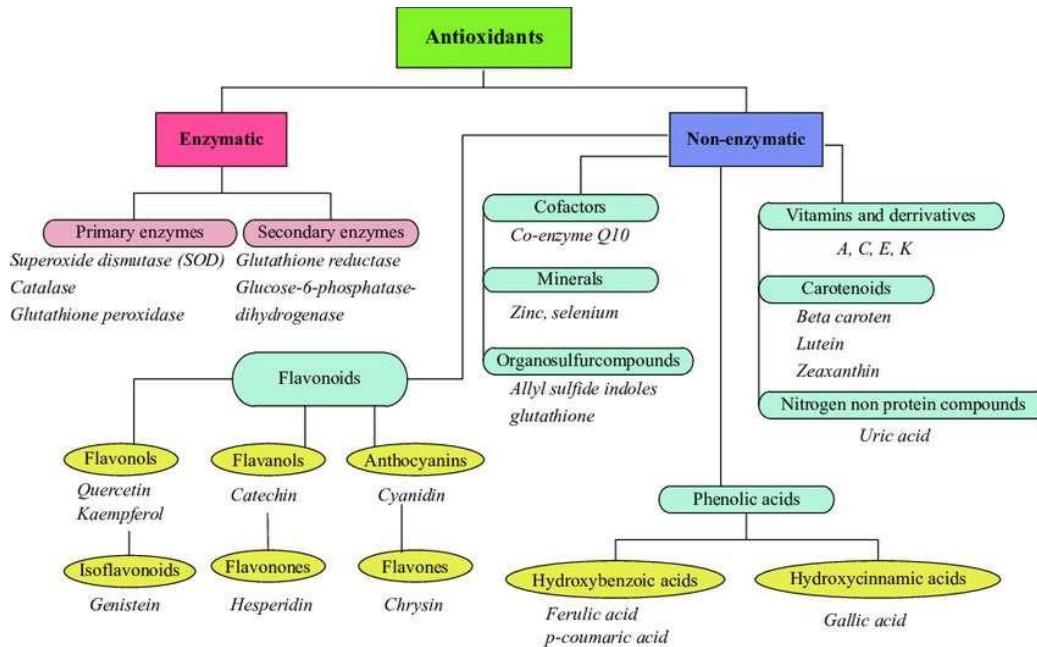 Antioxidants
Enzymatic
Non-enzymatic
Primary enzymes
Superoxide dismutase (SOD)
Catalase
Glutathione peroxidase
Secondary enzymes
Glutathione reductase
Glucose-6-phosphatase-
dihydrogenase
Cofactors
Co-enzyme Q10
Minerals
Zinc, selenium
Organosulfurcompounds
Allyl sulfide indoles
glutathione
Vitamins and derrivatives
A, C, E, K
Carotenoids
Beta caroten
Lutein
Zeaxanthin
Nitrogen non protein compounds
Uric acid
Flavonoids
Flavonols
Quercetin
Kaempferol
Isoflavonoids
Genistein
Flavanols
Catechin
Flavonones
Hesperidin
Anthocyanins
Cyanidin
Flavones
Chrysin
Phenolic acids
Hydroxybenzoic acids
Ferulic acid
p-coumaric acid
Hydroxycinnamic acids
Gallic acid